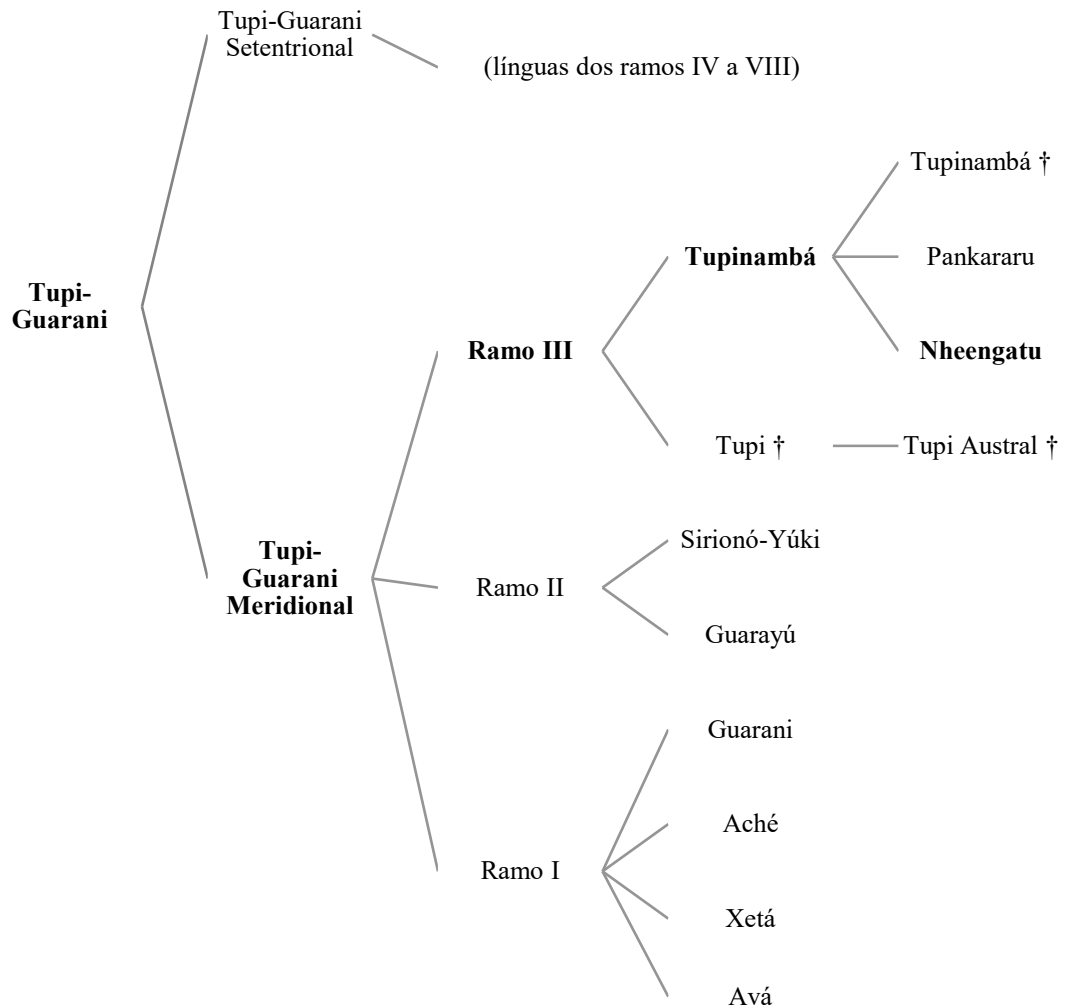 Tupi-Guarani
Setentrional
(línguas dos ramos IV a VIII)
Tupinambá †
Tupinambá
Pankararu
Tupi-
Guarani
Ramo III
Nheengatu
Tupi †
Tupi Austral †
Tupi-
Guarani
Meridional
Sirionó-Yúki
Ramo II
Guarayú
Guarani
Aché
Ramo I
Xetá
Avá